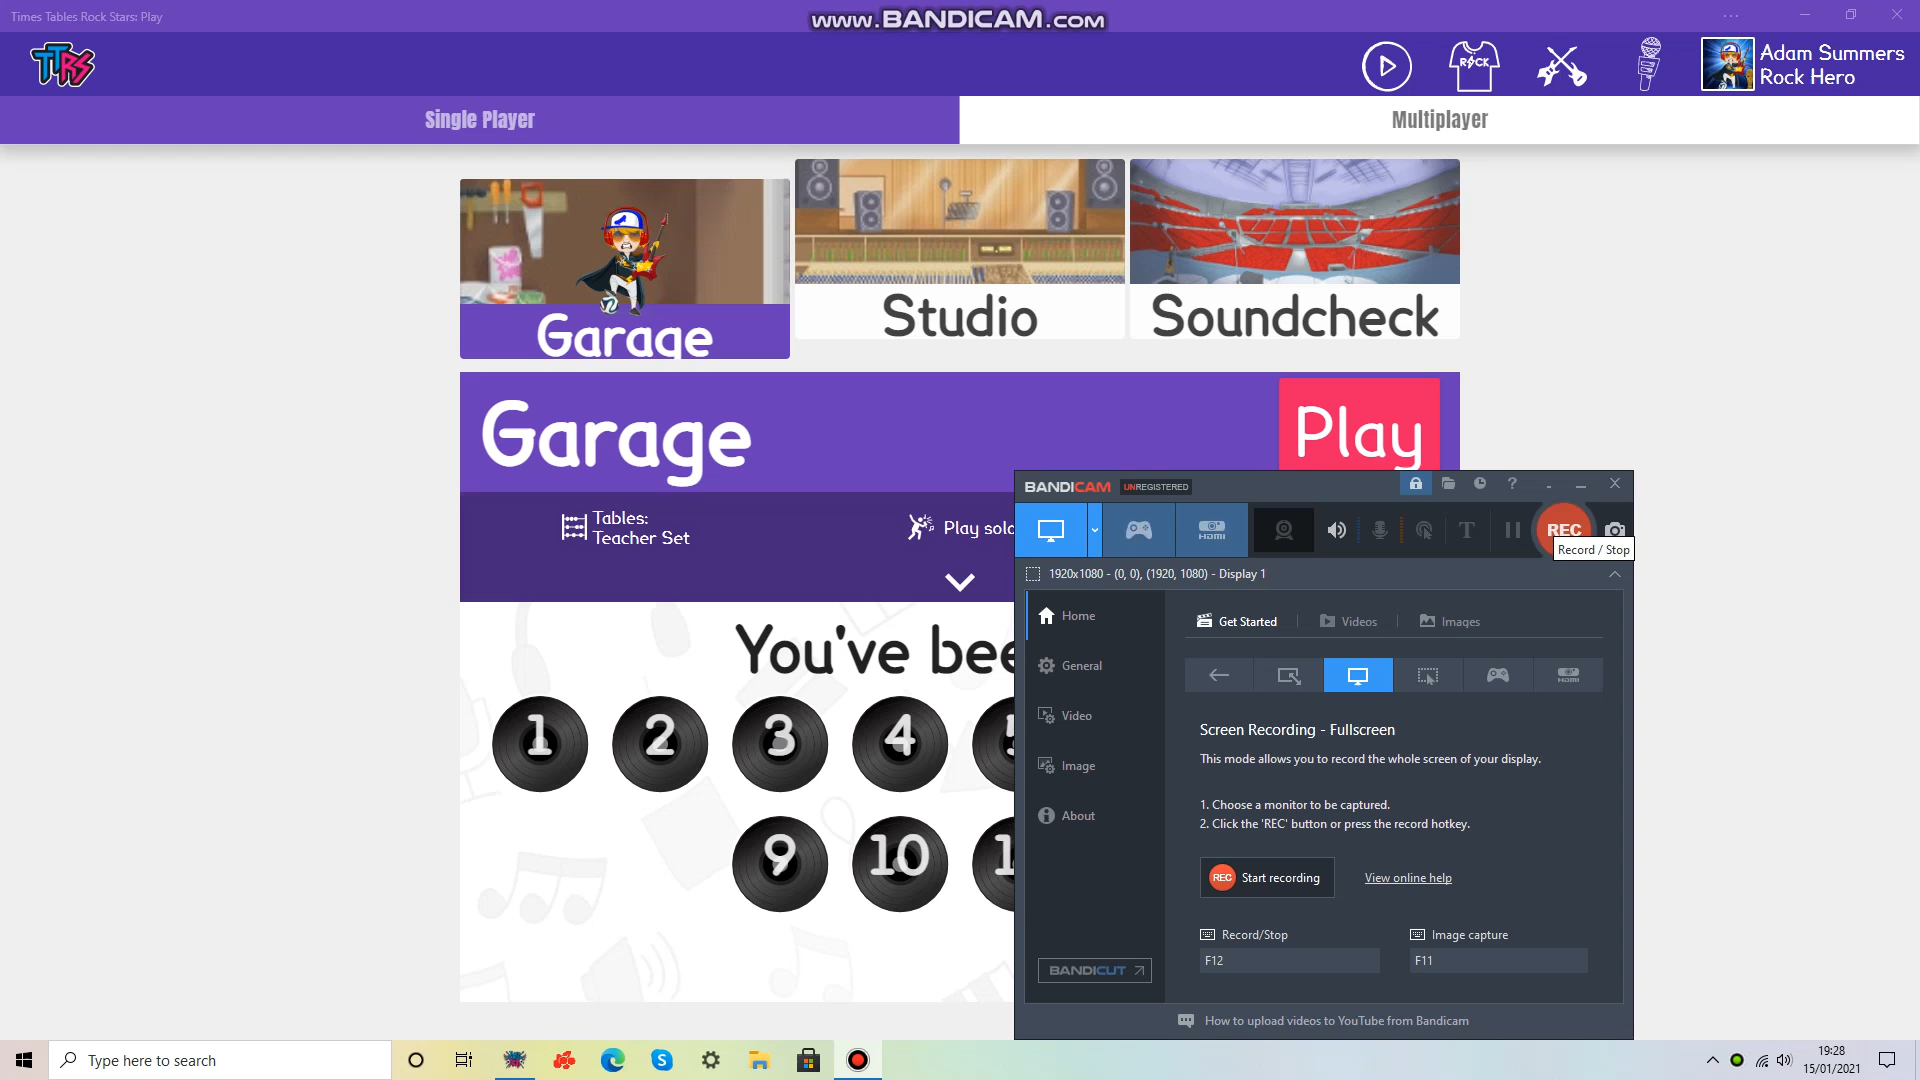 Times Tables Rock Stars: Play
www.BANDICAM.com
TTRS
ROCK
Adam Summers
Rock Hero
Single Player
Multiplayer
Garage
Studio
Soundcheck
Garage
Play
Tables:
Teacher Set
Play solo
You've bee
1
2
3
4
9
10
BANDICAM
UNREGISTERED
HDMI
T
REC
Record / Stop
1920x1080 - (0, 0), (1920, 1080) - Display 1
Home
General
Video
Image
About
BANDICUT
Get Started
Videos
Images
HDMI
Screen Recording - Fullscreen
This mode allows you to record the whole screen of your display.
1. Choose a monitor to be captured.
2. Click the 'REC' button or press the record hotkey.
REC
Start recording
View online help
Record/Stop
Image capture
F12
F11
How to upload videos to YouTube from Bandicam
Type here to search
19:28
15/01/2021